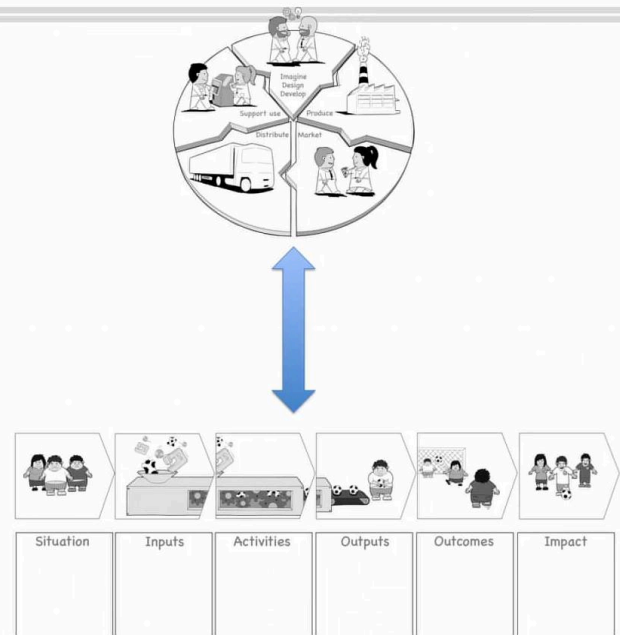 Imagine
Design
Develop
Support use
Produce
Distribute
Market
Situation
Inputs
Activities
Outputs
Outcomes
Impact